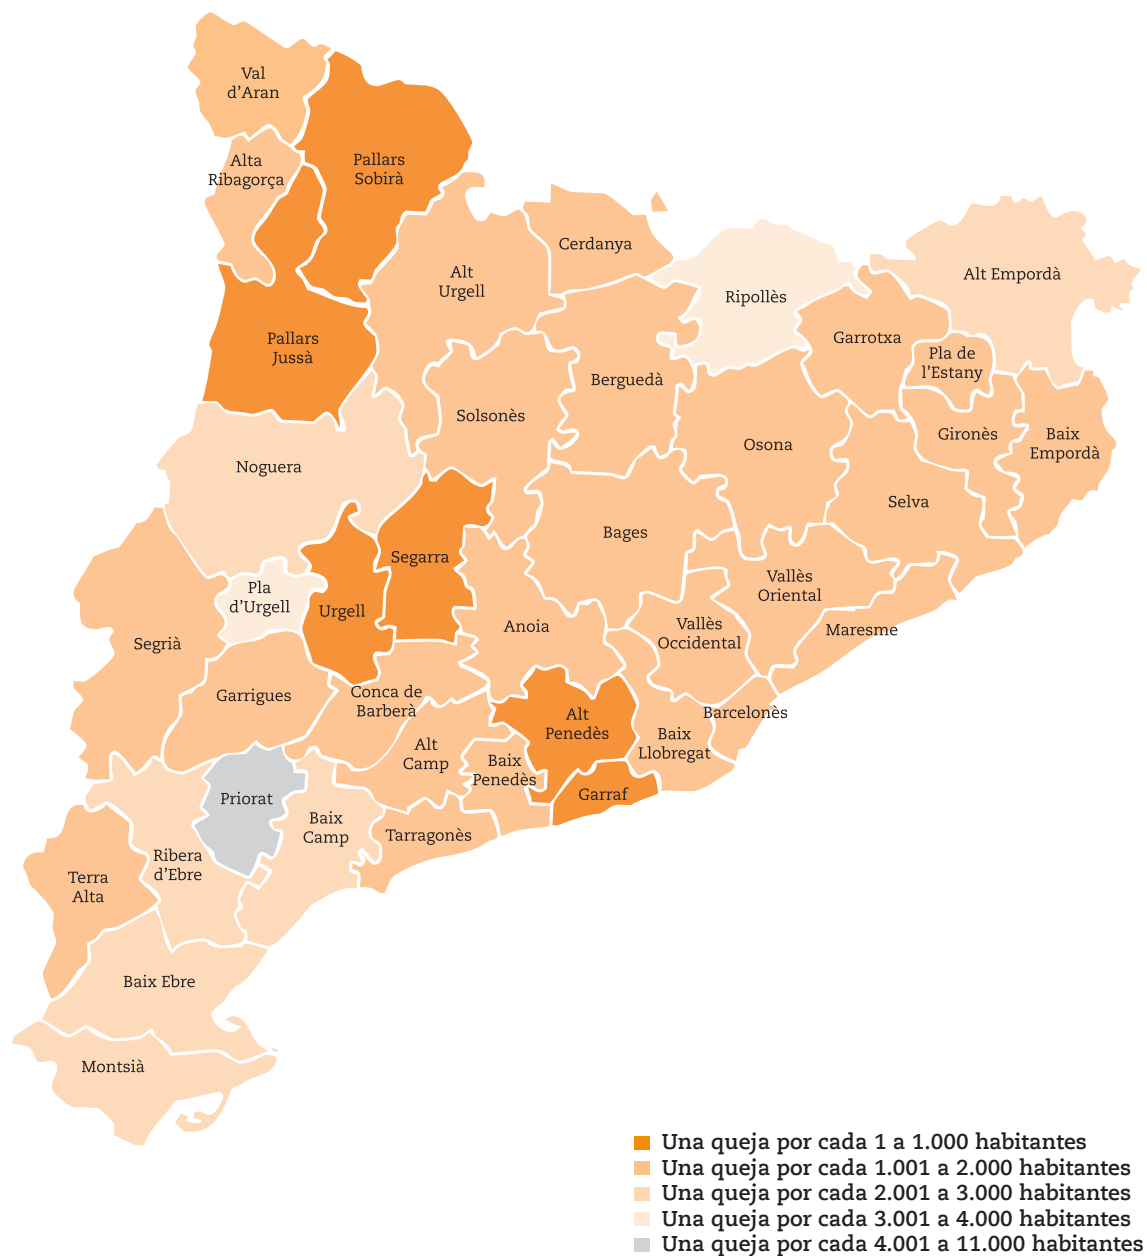 Val
d'Aran
Alta
Ribagorça
Pallars
Sobirà
Cerdanya
Alt
Urgell
Ripollès
Alt Empordà
Pallars
Jussà
Garrotxa
Pla de
l'Estany
Berguedà
Solsonès
Osona
Gironès
Baix
Empordà
Noguera
Selva
Bages
Segarra
Vallès
Oriental
Pla
d'Urgell
Urgell
Anoia
Vallès
Occidental
Maresme
Segrià
Garrigues
Conca de
Barberà
Barcelonès
Alt
Penedès
Baix
Llobregat
Alt
Camp
Baix
Penedès
Garraf
Priorat
Baix
Camp
Tarragonès
Ribera
d'Ebre
Terra
Alta
Baix Ebre
Montsià
Una queja por cada 1 a 1.000 habitantes
Una queja por cada 1.001 a 2.000 habitantes
Una queja por cada 2.001 a 3.000 habitantes
Una queja por cada 3.001 a 4.000 habitantes
Una queja por cada 4.001 a 11.000 habitantes